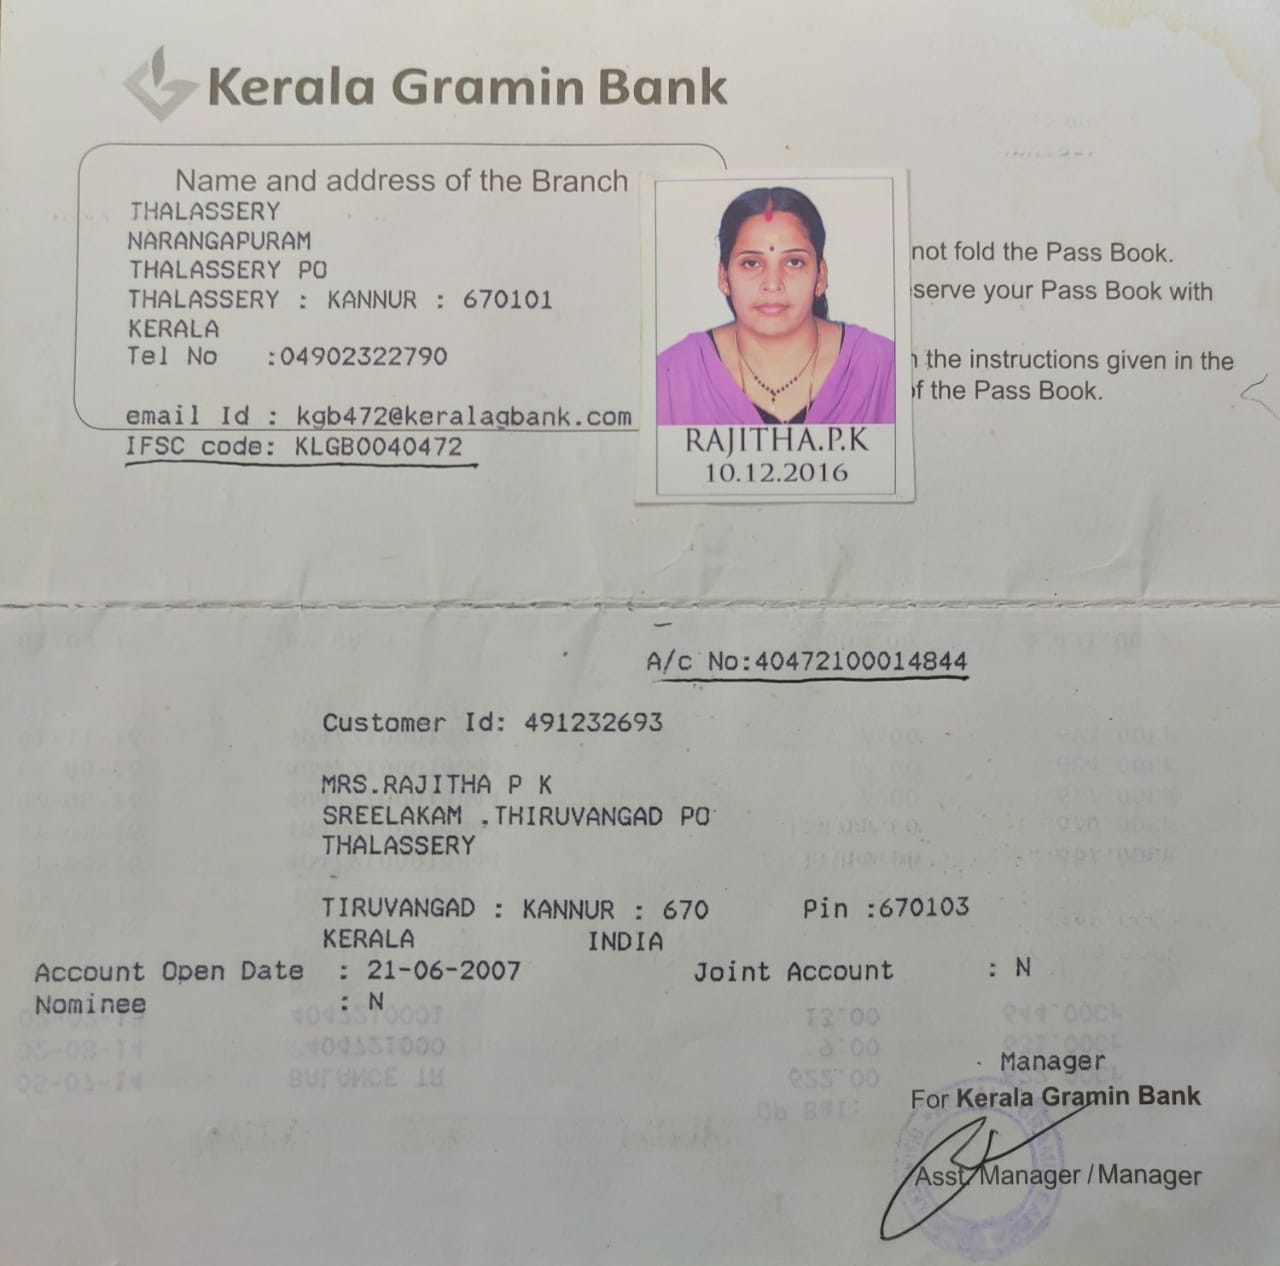 Kerala Gramin Bank
Name and address of the Branch
THALASSERY
NARANGAPURAM
THALASSERY PO
THALASSERY : KANNUR : 670101
KERALA
Tel No :04902322790
email Id : kgb472@keralagbank.com
IFSC code: KLGB0040472
RAJITHA.P.K
10.12.2016
not fold the Pass Book.
serve your Pass Book with
the instructions given in the
of the Pass Book.
A/c No:40472100014844
Customer Id: 491232693
MRS.RAJITHA P K
SREELAKAM ,THIRUVANGAD PO
THALASSERY
TIRUVANGAD : KANNUR : 670 Pin :670103
KERALA INDIA
Account Open Date : 21-06-2007 Joint Account : N
Nominee : N
Manager
For Kerala Gramin Bank
Asst. Manager / Manager